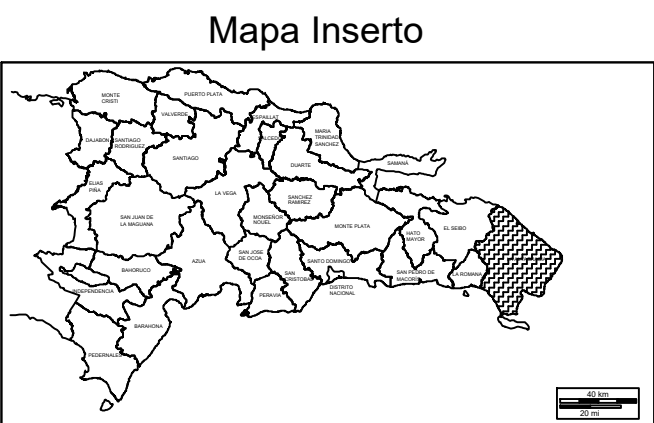 Mapa Inserto
MONTE
CRISTI
PUERTO PLATA
VALVERDE
ESPAILLAT
DAJABON
SANTIAGO
RODRIGUEZ
SANTIAGO
MARIA
TRINIDAD
SANCHEZ
DUARTE
SAMANÁ
ELIAS
PIÑA
LA VEGA
SANCHEZ
RAMIREZ
SAN JUAN DE
LA MAGUANA
MONSEÑOR
NOUEL
MONTE PLATA
HATO
MAYOR
EL SEIBO
AZUA
SAN JOSE
DE OCOA
SANTO DOMINGO
BAHORUCO
SAN
CRISTOBAL
SAN PEDRO DE
MACORIS
LA ROMANA
INDEPENDENCIA
PERAVIA
DISTRITO
NACIONAL
BARAHONA
PEDERNALES
40 km
20 mi